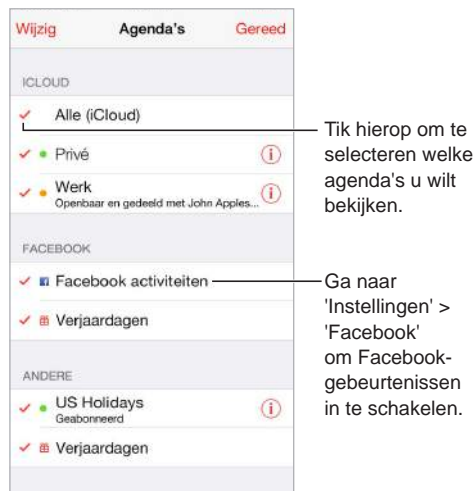 Wijzig Agenda's Gereed
ICLOUD
Alle (iCloud)
Privé
Werk
Openbaar en gedeeld met John Apples...
FACEBOOK
Facebook activiteiten
Verjaardagen
ANDERE
US Holidays
Geabonneerd
Verjaardagen
Tik hierop om te
selecteren welke
agenda's u wilt
bekijken.
Ga naar
'Instellingen' >
'Facebook'
om Facebook-
gebeurtenissen
in te schakelen.